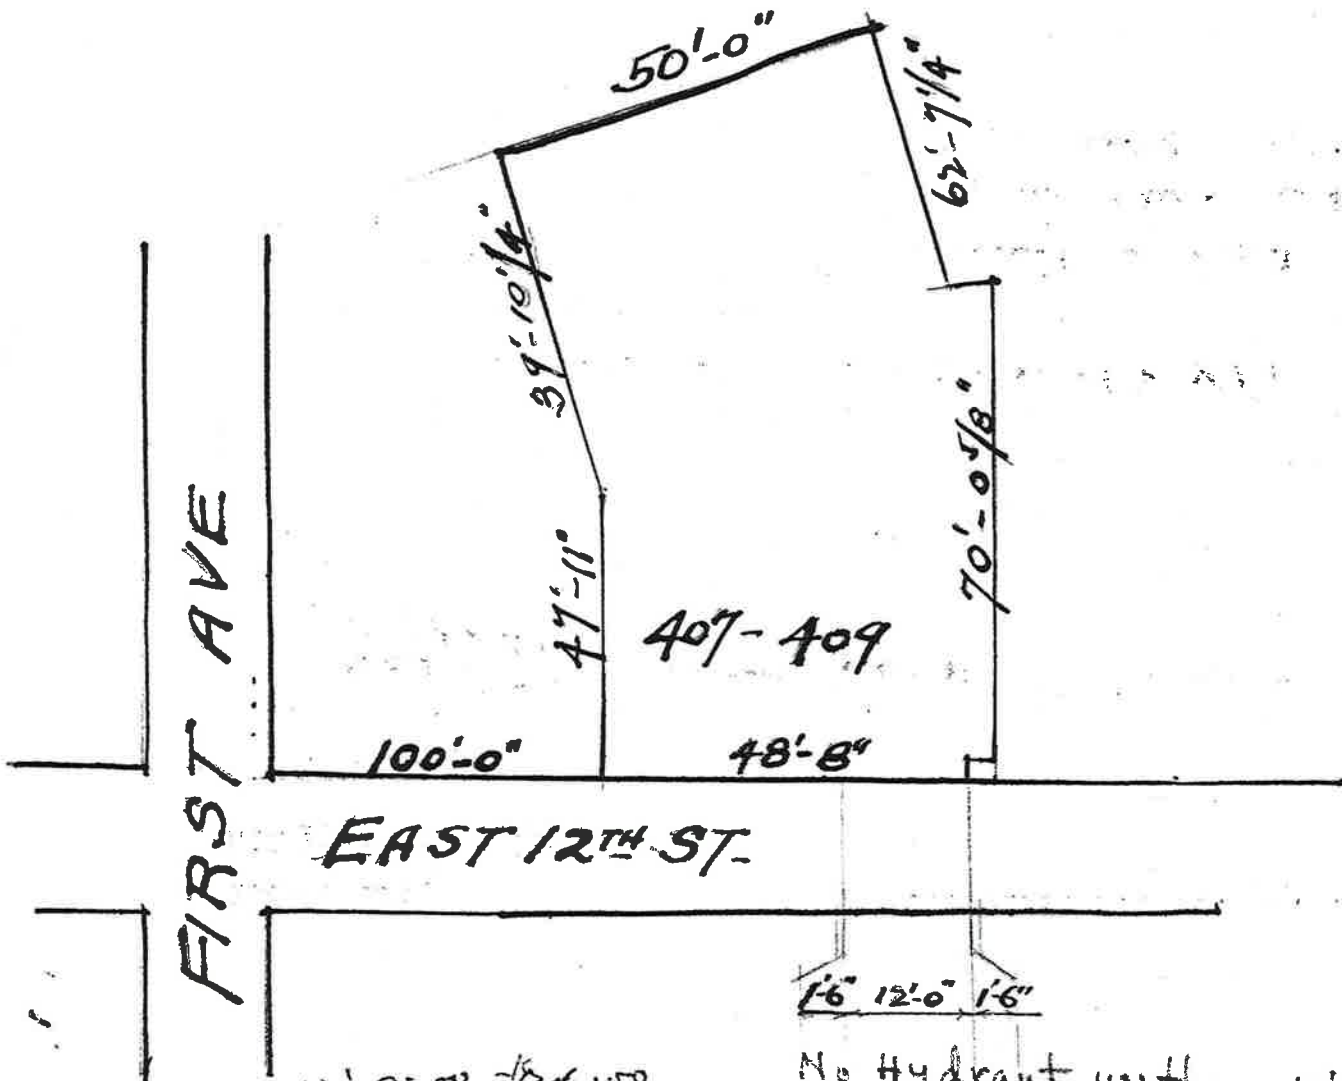 50'-0"
62'-7 1/4"
39'-10 1/4"
47'-11"
70'-0 5/8"
407-409
100'-0"
48'-8"
FIRST AVE
EAST 12TH ST.
1'-6" 12'-0" 1'-6"
No Hydrant